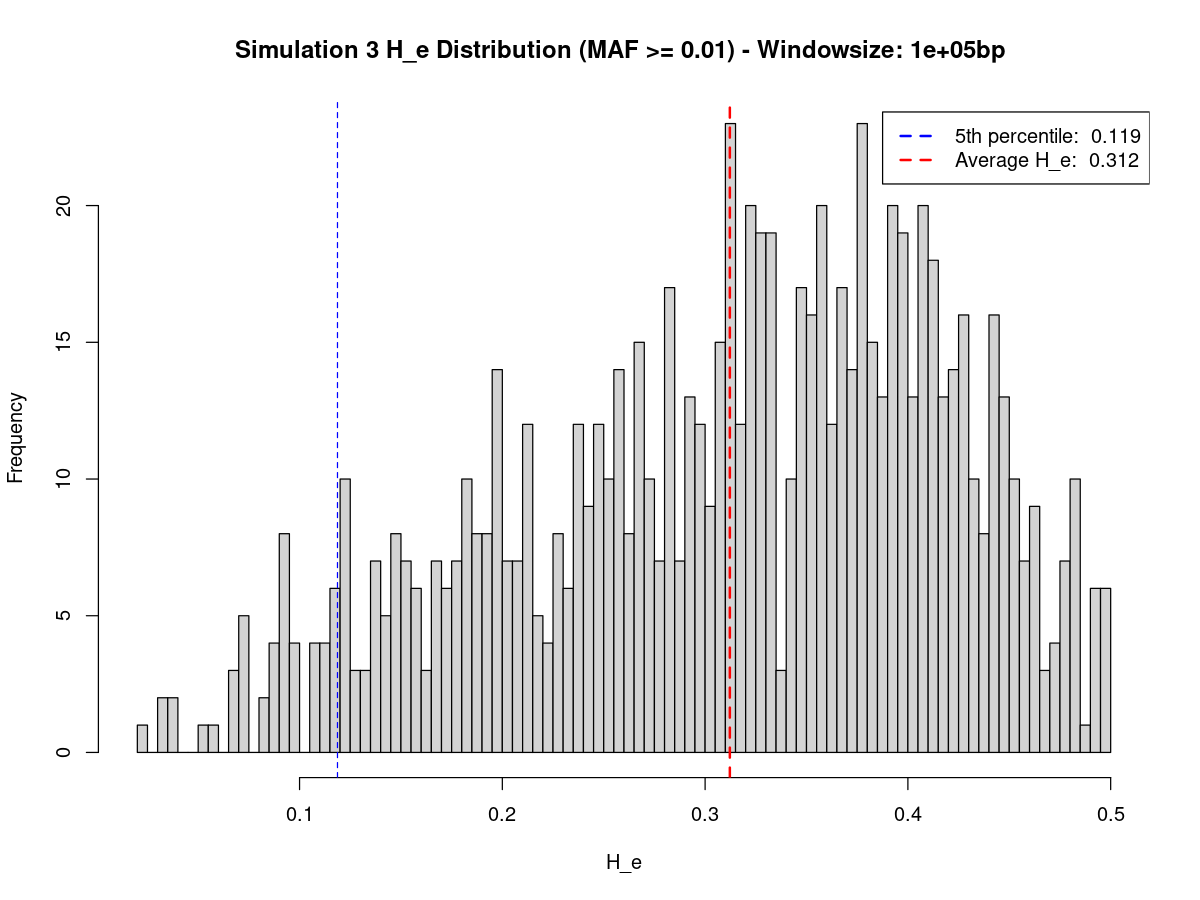 Simulation 3 H_e Distribution (MAF >= 0.01) - Windowsize: 1e+05bp
5th percentile: 0.119
Average H_e: 0.312
Frequency
20
15
10
5
0
0.1 0.2 0.3 0.4 0.5
H_e